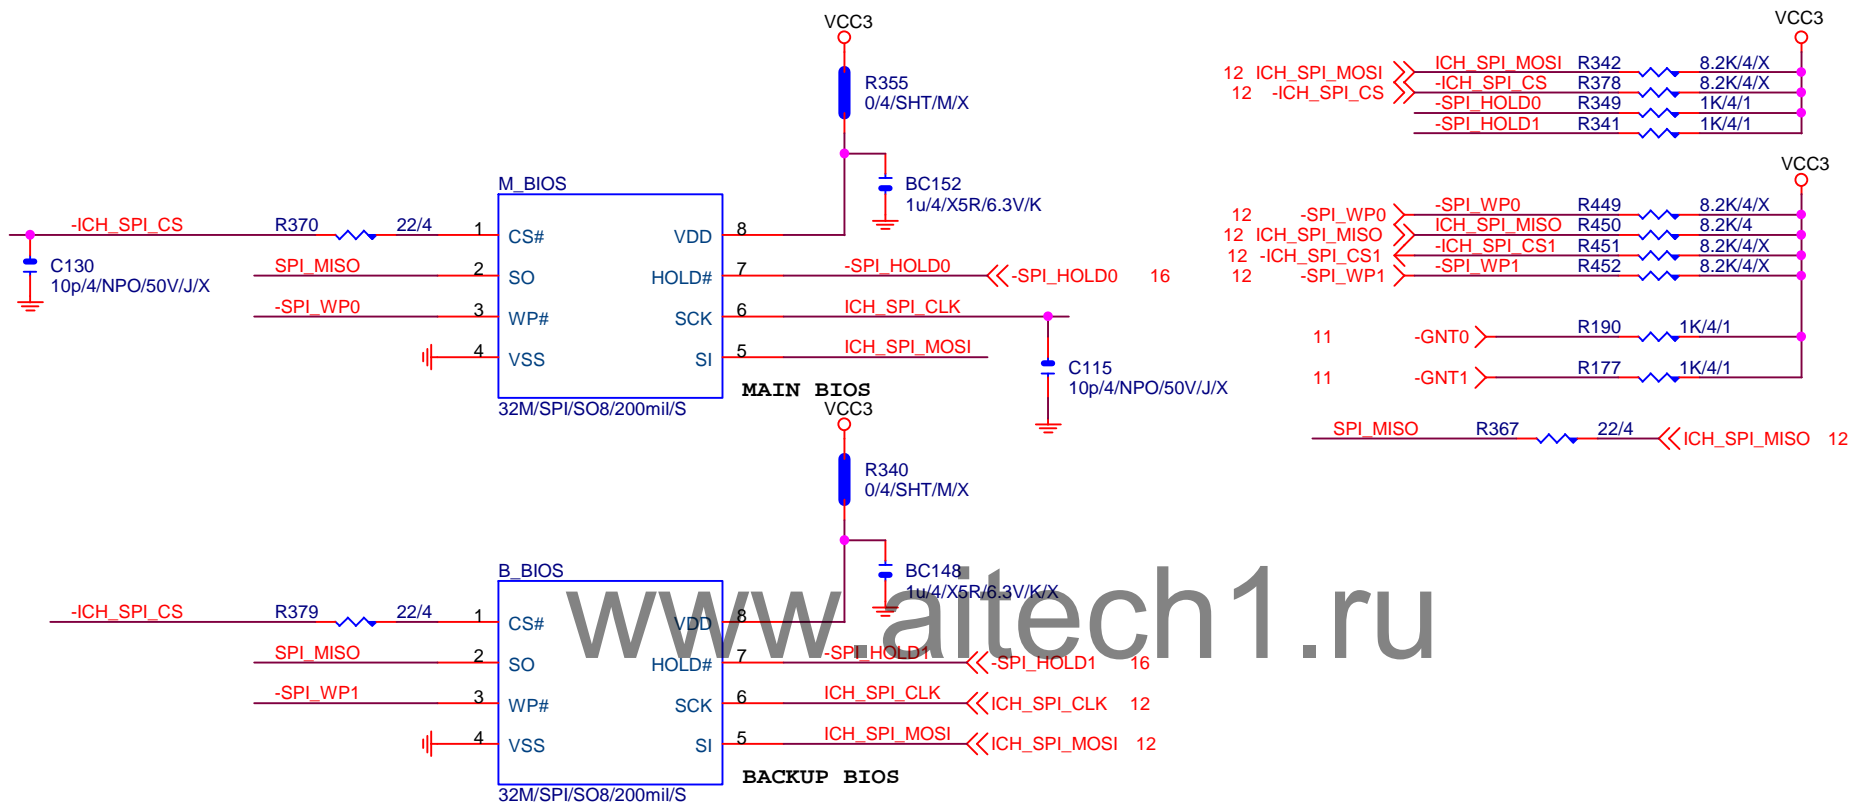 VCC3
R355
0/4/SHT/M/X
BC152
1u/4/X5R/6.3V/K
M_BIOS
-ICH_SPI_CS R370 22/4 1 CS# VDD 8
C130
10p/4/NPO/50V/J/X
SPI_MISO 2 SO HOLD# 7 -SPI_HOLD0 -SPI_HOLD0 16
-SPI_WP0 3 WP# SCK 6 ICH_SPI_CLK
4 VSS SI 5 ICH_SPI_MOSI
C115
10p/4/NPO/50V/J/X
MAIN BIOS
32M/SPI/SO8/200mil/S
VCC3
R340
0/4/SHT/M/X
BC148
1u/4/X5R/6.3V/K/X
B_BIOS
-ICH_SPI_CS R379 22/4 1 CS# VDD 8
SPI_MISO 2 SO HOLD# 7 -SPI_HOLD1 -SPI_HOLD1 16
-SPI_WP1 3 WP# SCK 6 ICH_SPI_CLK ICH_SPI_CLK 12
4 VSS SI 5 ICH_SPI_MOSI ICH_SPI_MOSI 12
BACKUP BIOS
32M/SPI/SO8/200mil/S
VCC3
12 ICH_SPI_MOSI ICH_SPI_MOSI R342 8.2K/4/X
12 -ICH_SPI_CS -ICH_SPI_CS R378 8.2K/4/X
-SPI_HOLD0 R349 1K/4/1
-SPI_HOLD1 R341 1K/4/1
VCC3
12 -SPI_WP0 -SPI_WP0 R449 8.2K/4/X
12 ICH_SPI_MISO ICH_SPI_MISO R450 8.2K/4
12 -ICH_SPI_CS1 -ICH_SPI_CS1 R451 8.2K/4/X
12 -SPI_WP1 -SPI_WP1 R452 8.2K/4/X
11 -GNT0 R190 1K/4/1
11 -GNT1 R177 1K/4/1
SPI_MISO R367 22/4 ICH_SPI_MISO 12
www.aitech1.ru